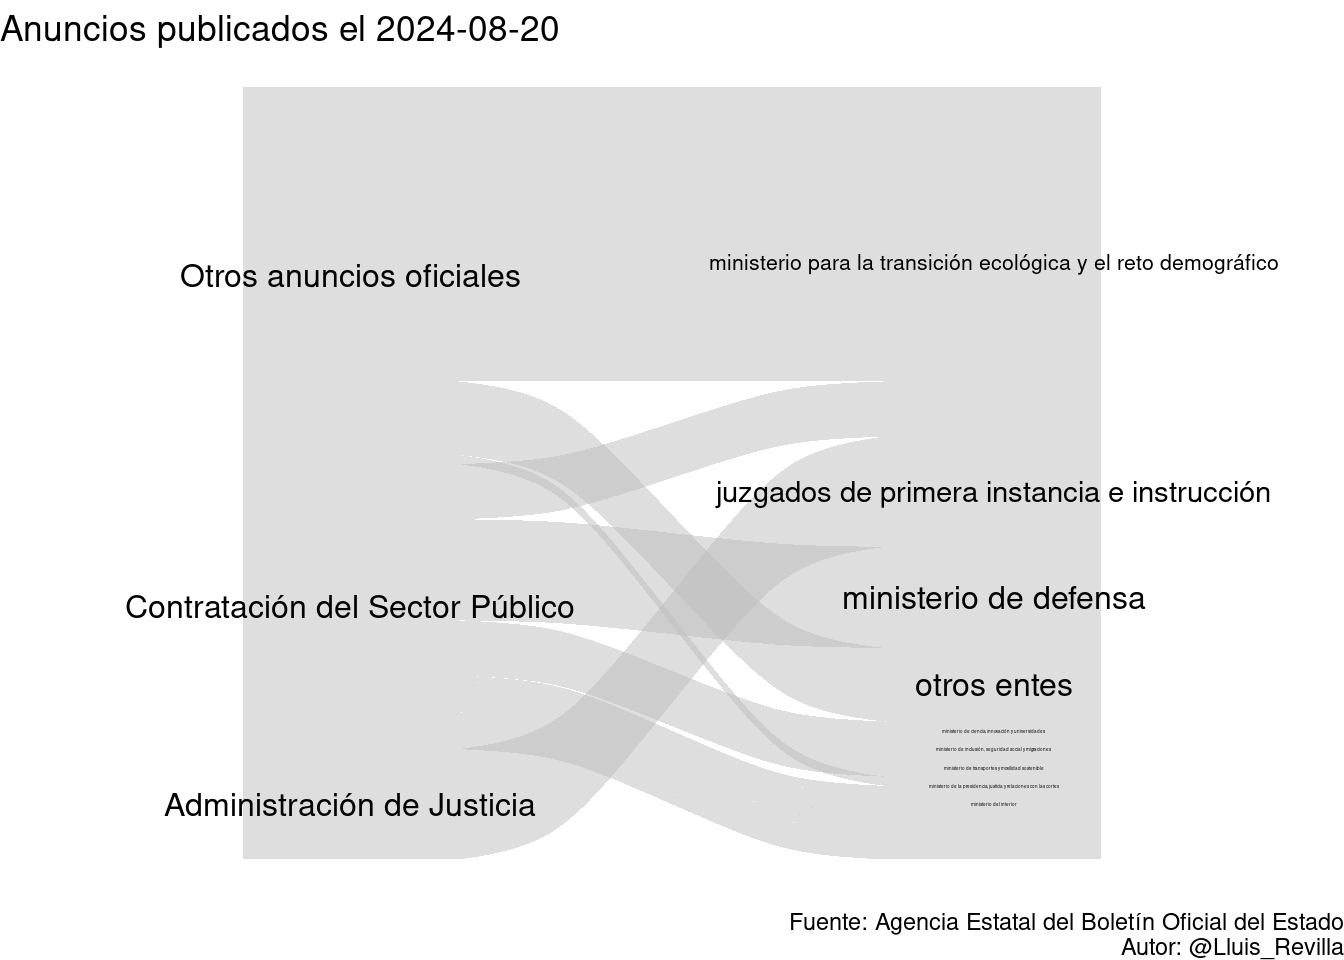 Anuncios publicados el 2024-08-20
Otros anuncios oficiales
ministerio para la transición ecológica y el reto demográfico
juzgados de primera instancia e instrucción
ministerio de defensa
Contratación del Sector Público
otros entes
ministerio de ciencia, innovación y universidades
ministerio de inclusión, seguridad social y migraciones
ministerio de transportes y movilidad sostenible
ministerio de la presidencia, justicia y relaciones con las cortes
ministerio del interior
Administración de Justicia
Fuente: Agencia Estatal del Boletín Oficial del Estado
Autor: @Lluis_Revilla